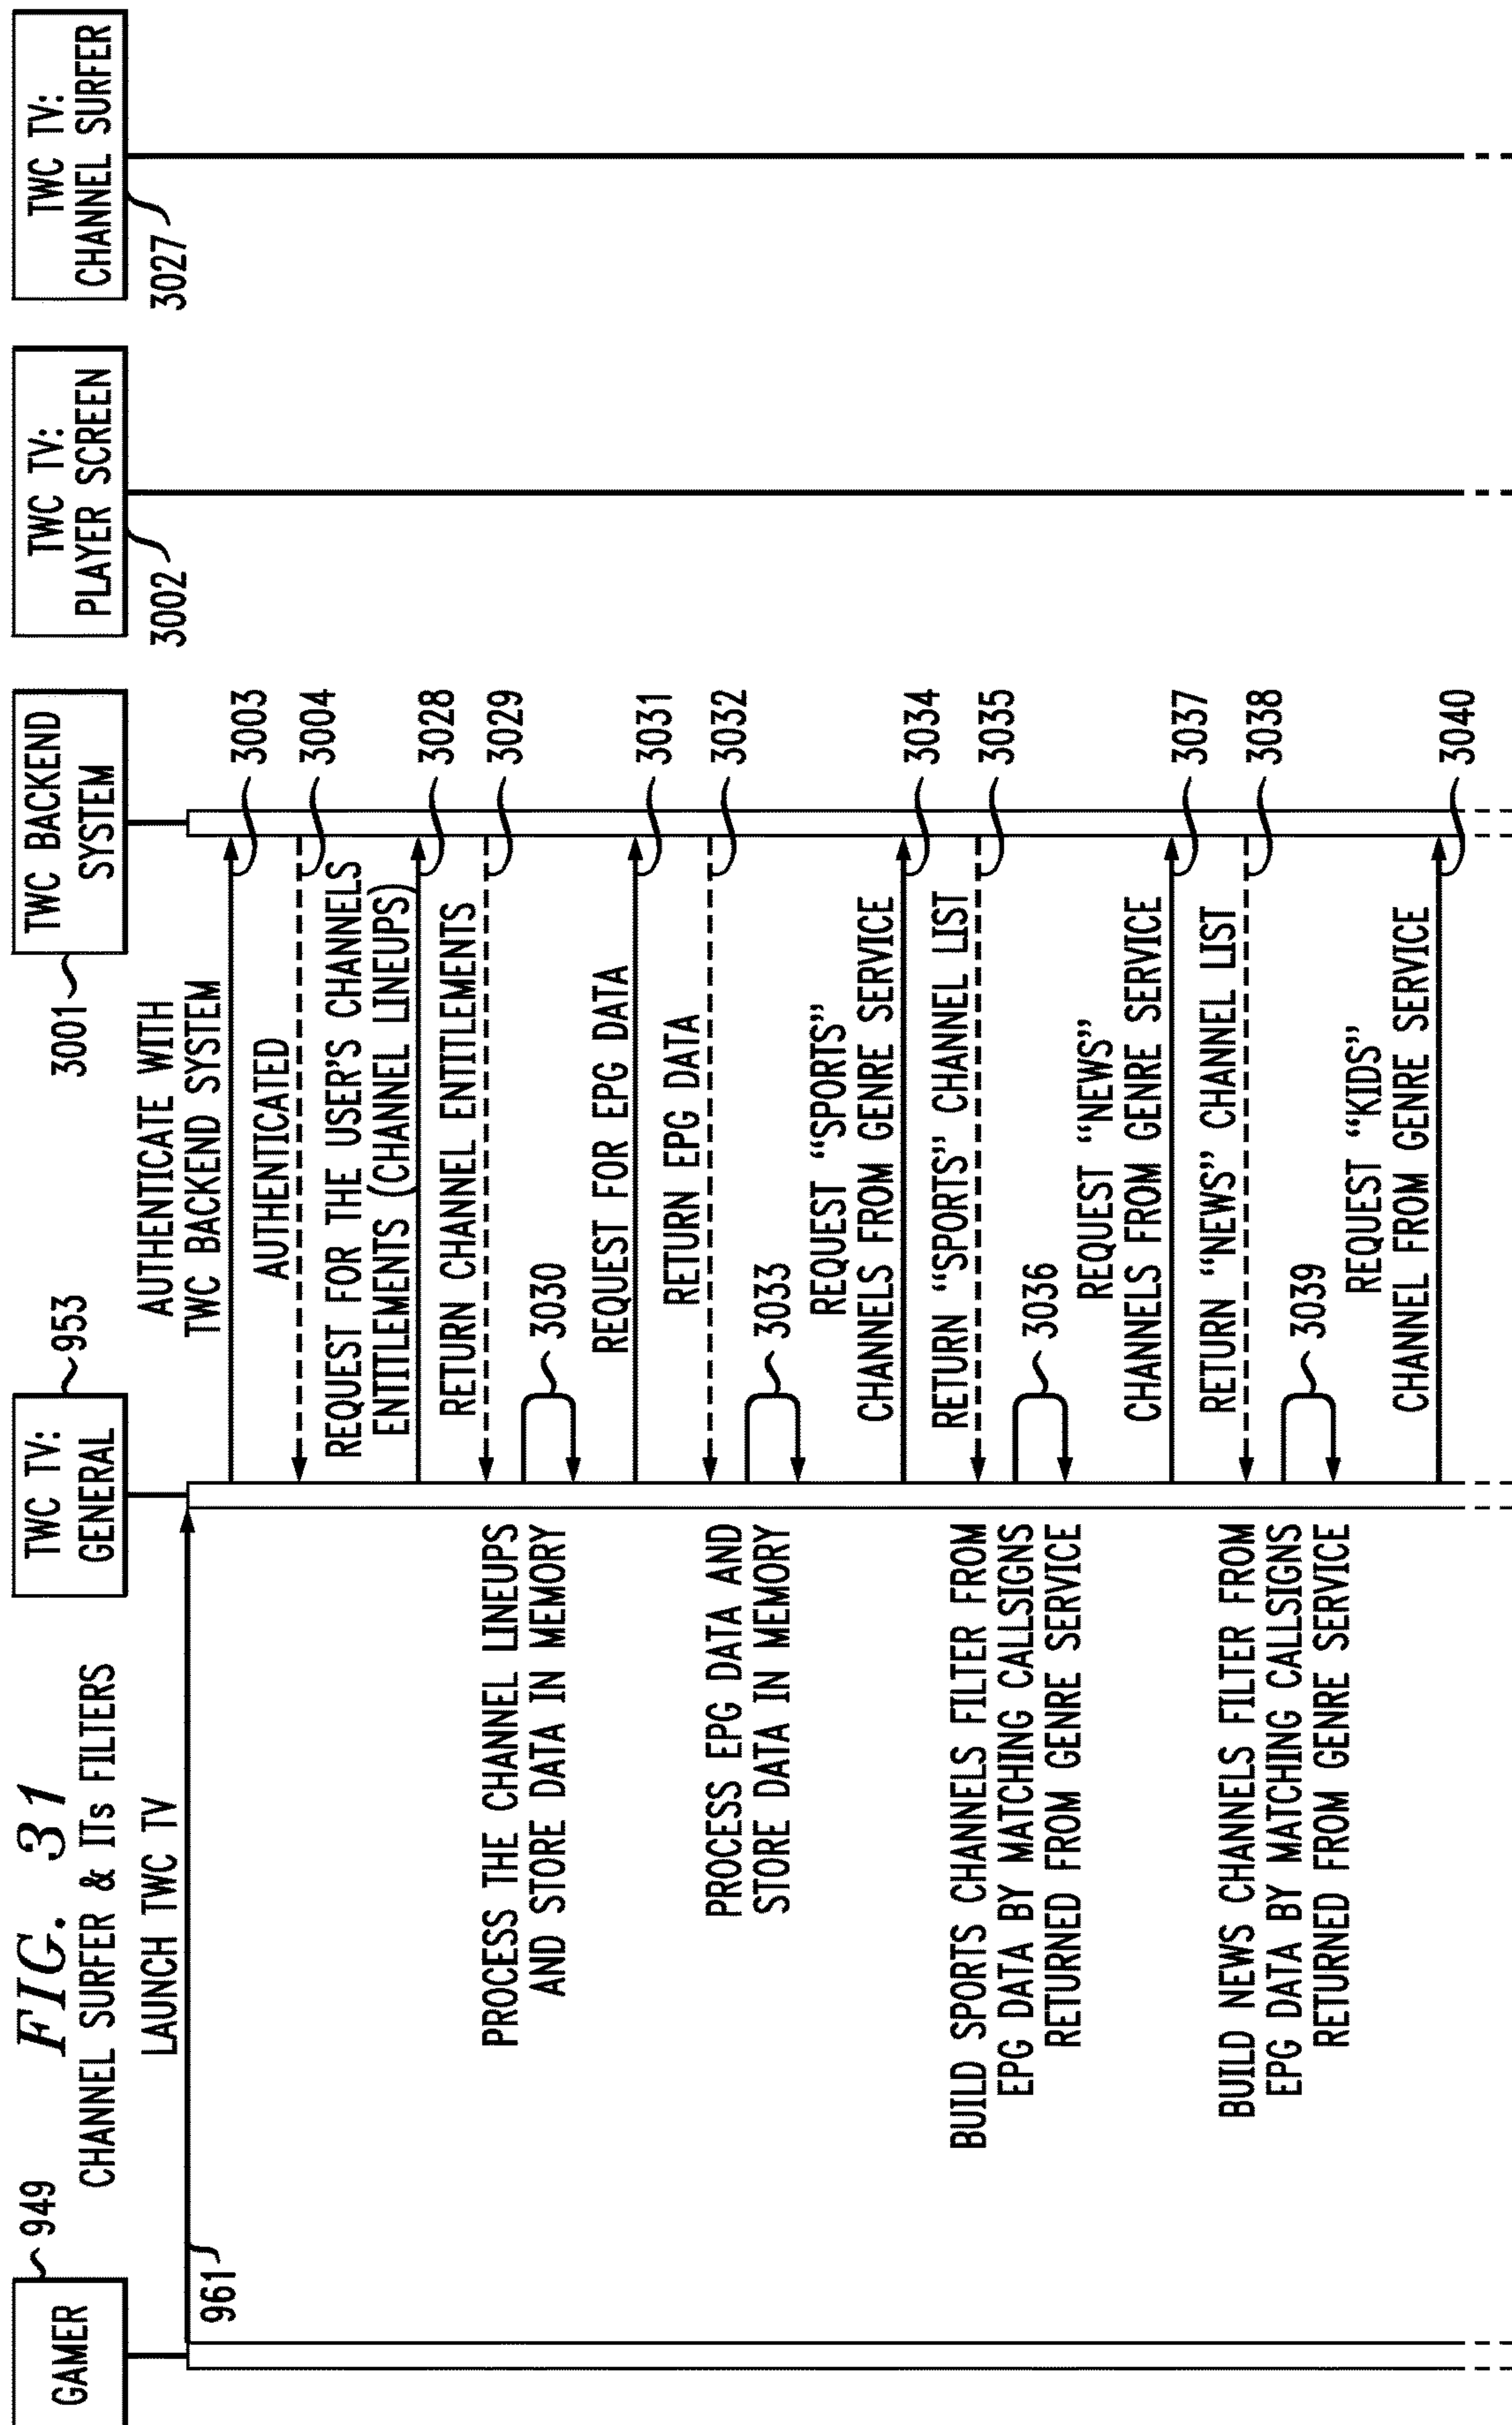 FIG. 31
CHANNEL SURFER & ITs FILTERS
GAMER
949
TWC TV:
GENERAL
953
TWC BACKEND
SYSTEM
3001
TWC TV:
PLAYER SCREEN
3002
TWC TV:
CHANNEL SURFER
3027
LAUNCH TWC TV
961
AUTHENTICATE WITH
TWC BACKEND SYSTEM
3003
AUTHENTICATED
3004
REQUEST FOR THE USER'S CHANNELS
ENTITLEMENTS (CHANNEL LINEUPS)
3028
RETURN CHANNEL ENTITLEMENTS
3029
PROCESS THE CHANNEL LINEUPS
AND STORE DATA IN MEMORY
3030
REQUEST FOR EPG DATA
3031
RETURN EPG DATA
3032
PROCESS EPG DATA AND
STORE DATA IN MEMORY
3033
REQUEST “SPORTS”
CHANNELS FROM GENRE SERVICE
3034
RETURN “SPORTS” CHANNEL LIST
3035
BUILD SPORTS CHANNELS FILTER FROM
EPG DATA BY MATCHING CALLSIGNS
RETURNED FROM GENRE SERVICE
3036
REQUEST “NEWS”
CHANNELS FROM GENRE SERVICE
3037
RETURN “NEWS” CHANNEL LIST
3038
BUILD NEWS CHANNELS FILTER FROM
EPG DATA BY MATCHING CALLSIGNS
RETURNED FROM GENRE SERVICE
3039
REQUEST “KIDS”
CHANNEL FROM GENRE SERVICE
3040